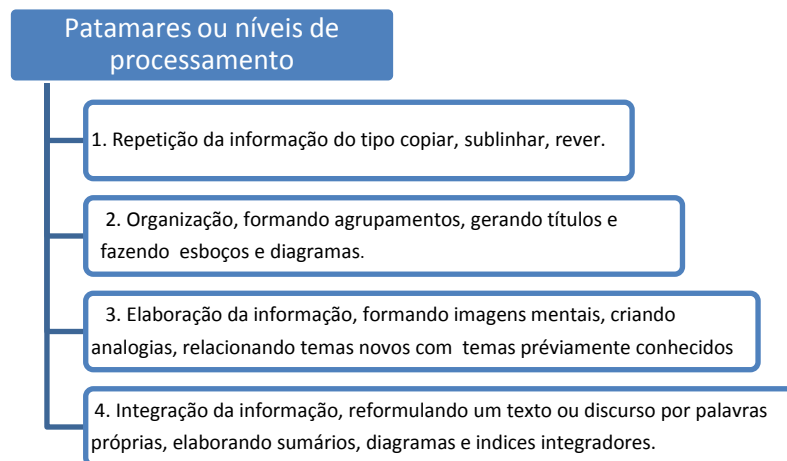 Patamares ou níveis de
processamento
1. Repetição da informação do tipo copiar, sublinhar, rever.
2. Organização, formando agrupamentos, gerando títulos e
fazendo esboços e diagramas.
3. Elaboração da informação, formando imagens mentais, criando
analogias, relacionando temas novos com temas préviamente conhecidos
4. Integração da informação, reformulando um texto ou discurso por palavras
próprias, elaborando sumários, diagramas e indices integradores.